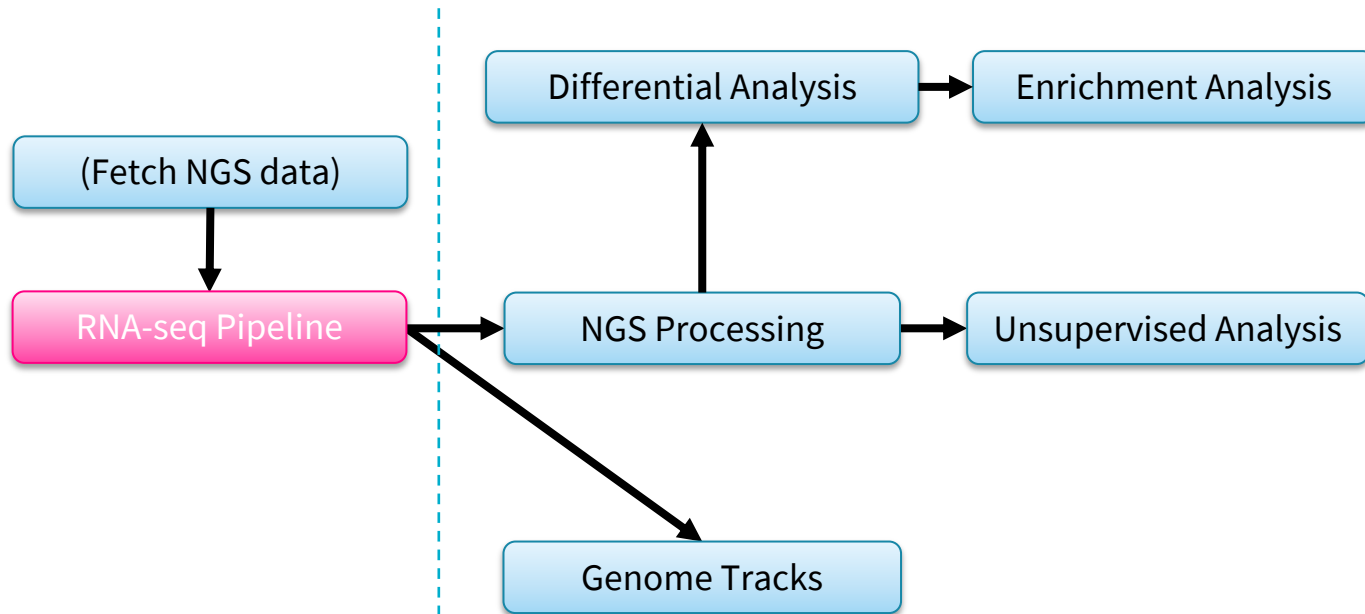 Differential Analysis
Enrichment Analysis
(Fetch NGS data)
RNA-seq Pipeline
NGS Processing
Unsupervised Analysis
Genome Tracks